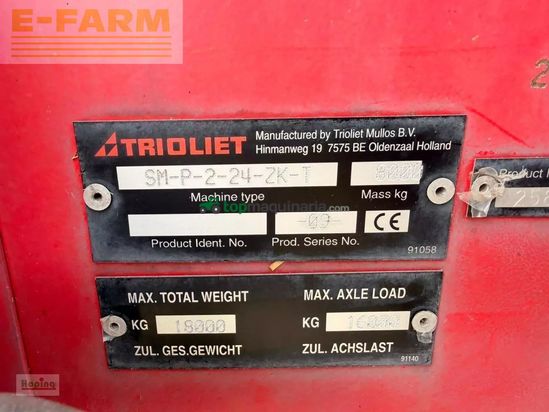 E-FARM
TRIOLIET
Manufactured by Trioliet Mullos B.V.
Hinmanweg 19 7575 BE Oldenzaal Holland
SM-P-2-24-ZK-T
Machine type
Mass kg
topmaquinaria.com
-09-
Product Ident. No.
Prod. Series No.
CE
91058
Product I
MAX. TOTAL WEIGHT
MAX. AXLE LOAD
KG 18000
KG
ZUL. GES.GEWICHT
ZUL. ACHSLAST
91140
Hoping